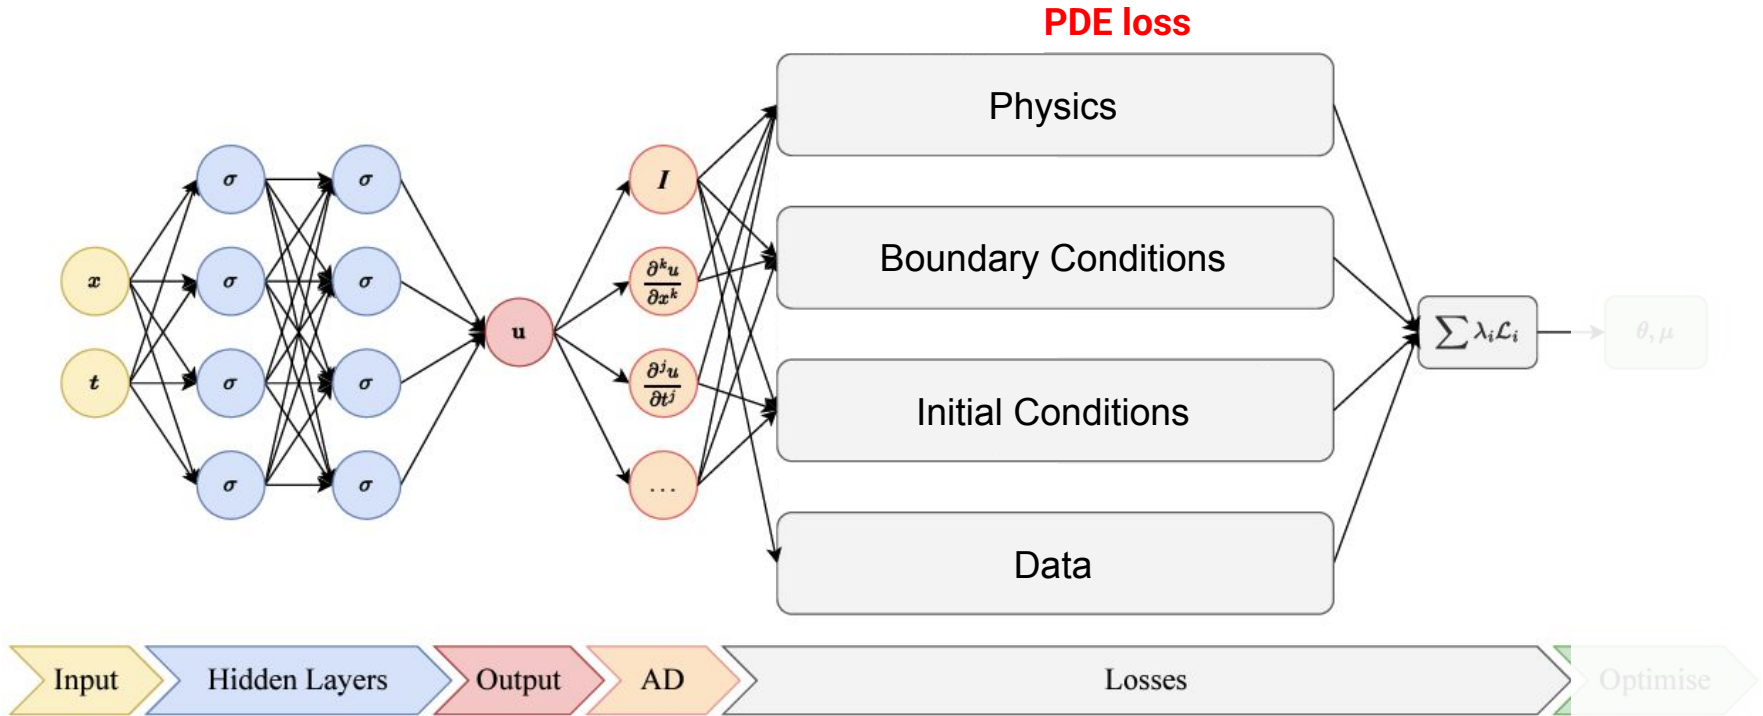 PDE loss
Physics
Boundary Conditions
Initial Conditions
Data
x
t
σ
σ
σ
σ
σ
σ
σ
σ
u
I
∂ᵏu
∂xᵏ
∂ʲu
∂tʲ
...
∑ λᵢℒᵢ
θ, μ
Input
Hidden Layers
Output
AD
Losses
Optimise